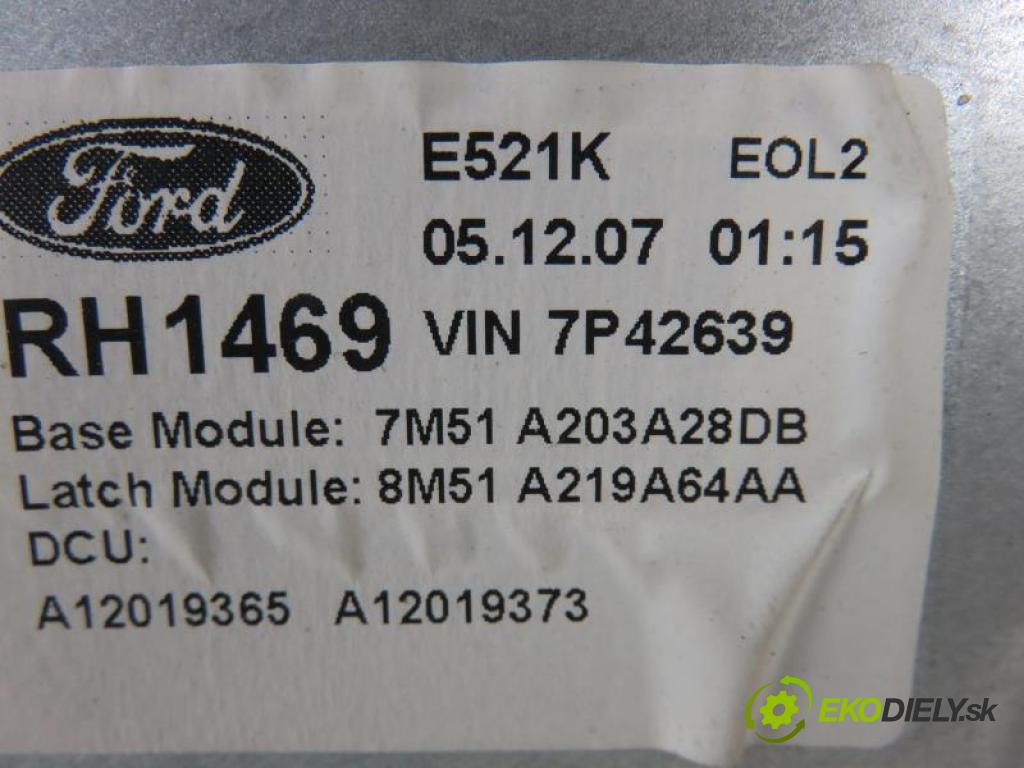 Ford
E521K EOL2
05.12.07 01:15
RH1469 VIN 7P42639
Base Module: 7M51 A203A28DB
Latch Module: 8M51 A219A64AA
DCU:
A12019365 A12019373
EKODIELY.sk